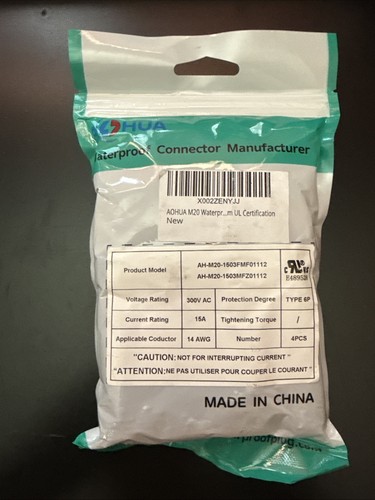 AOHUA
Waterproof Connector Manufacturer
X002ZENYJJ
AOHUA M20 Waterpr...m UL Certification
New
Product Model
AH-M20-1503FMF01112
AH-M20-1503MFZ01112
Voltage Rating 300V AC Protection Degree TYPE 6P
Current Rating 15A Tightening Torque /
Applicable Coductor 14 AWG Number 4PCS
"CAUTION: NOT FOR INTERRUPTING CURRENT "
"ATTENTION:NE PAS UTILISER POUR COUPER LE COURANT "
MADE IN CHINA